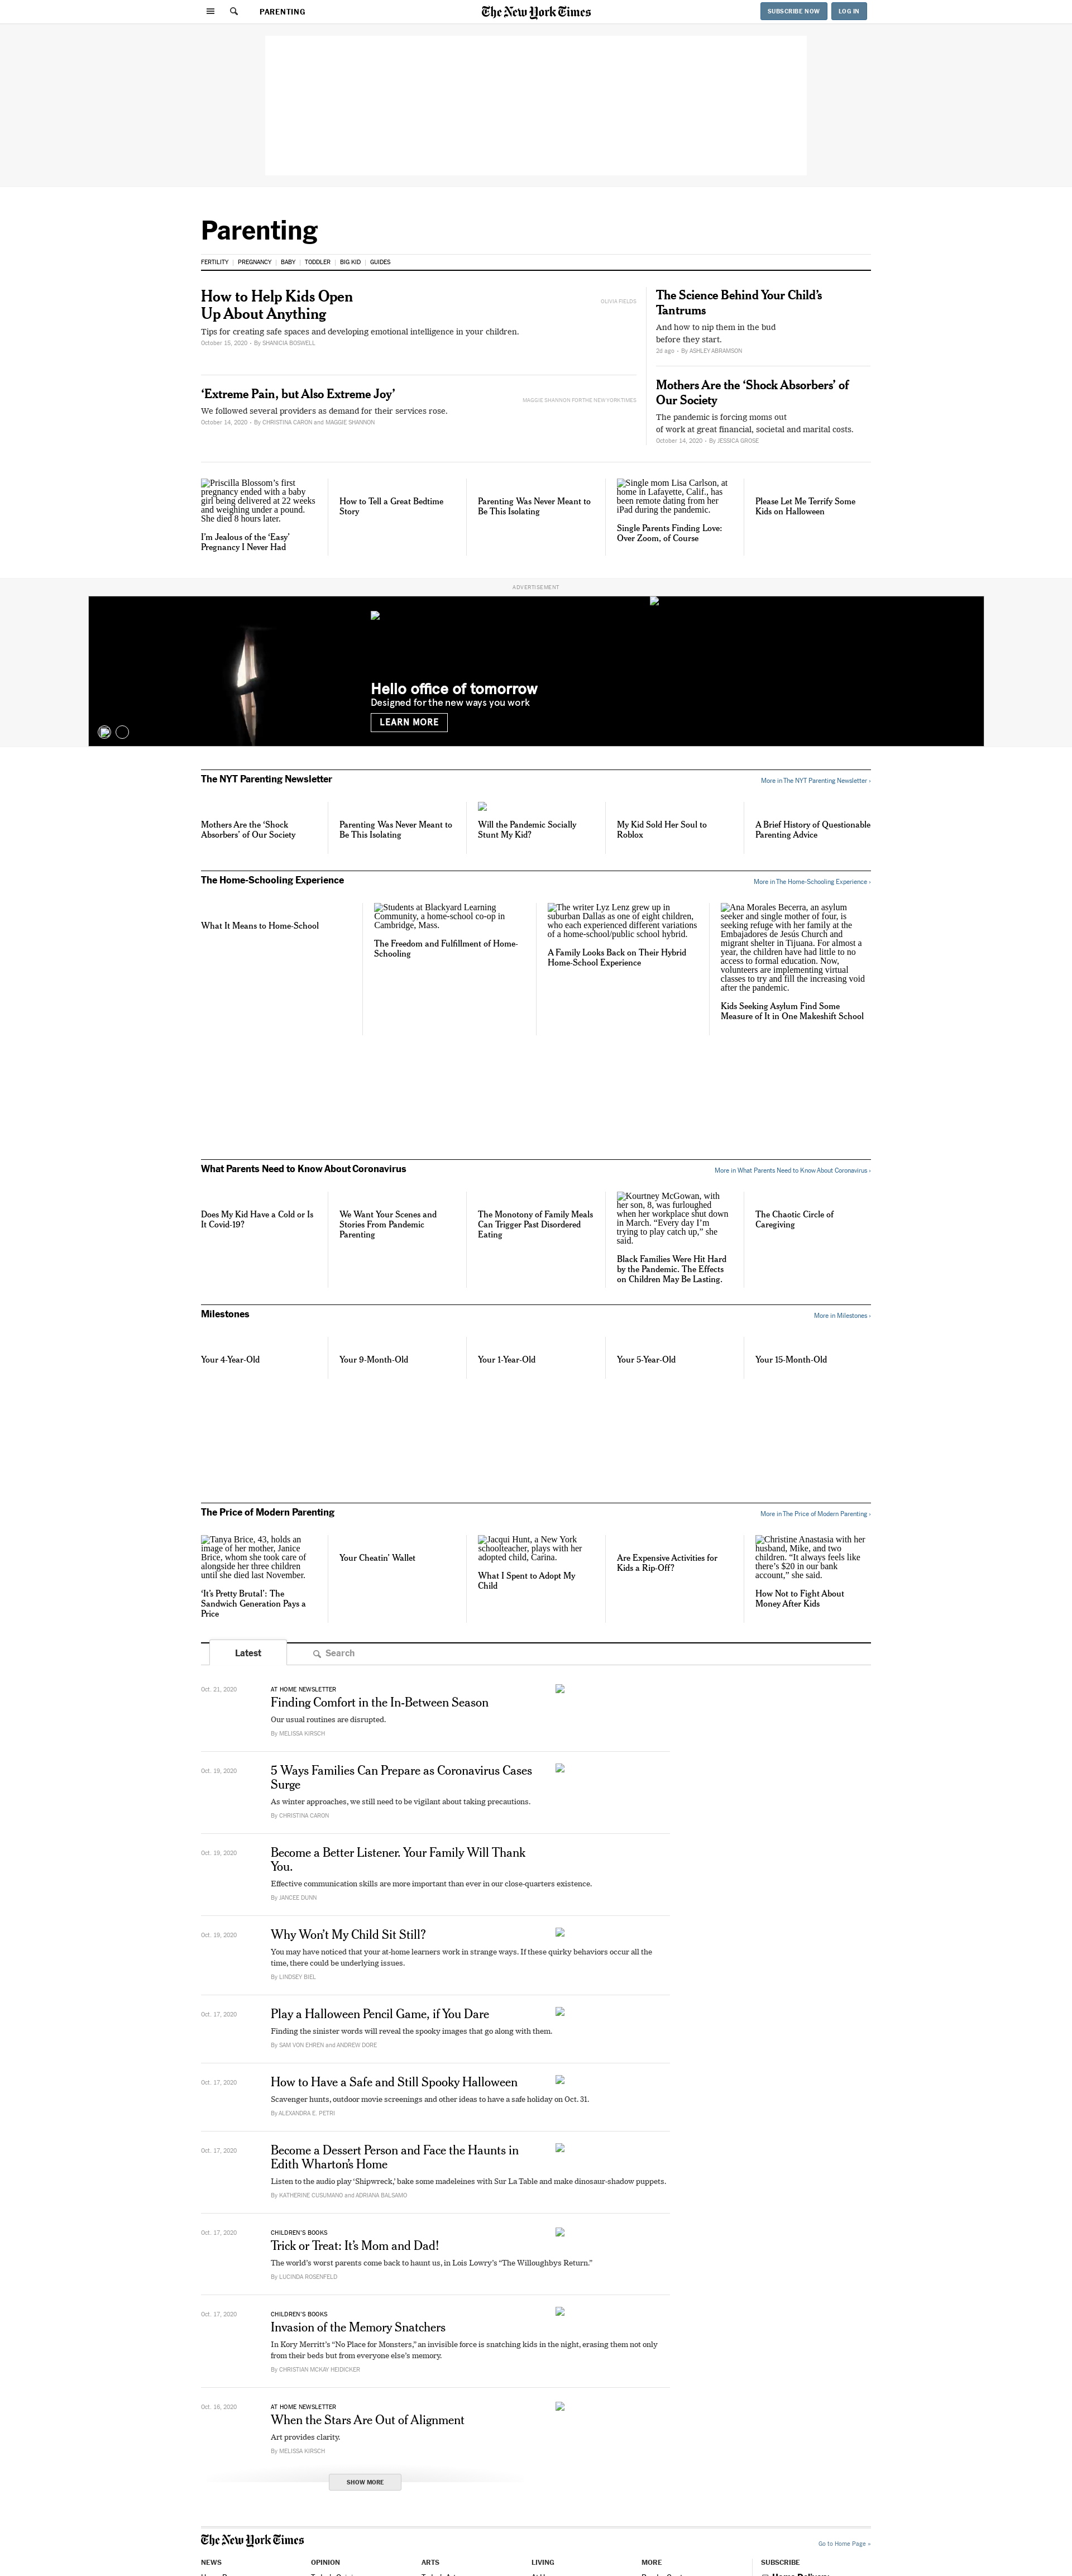 PARENTING
The New York Times
SUBSCRIBE NOW
LOG IN
Parenting
FERTILITY | PREGNANCY | BABY | TODDLER | BIG KID | GUIDES
How to Help Kids Open
Up About Anything
OLIVIA FIELDS
Tips for creating safe spaces and developing emotional intelligence in your children.
October 15, 2020 • By SHANICIA BOSWELL
‘Extreme Pain, but Also Extreme Joy’
MAGGIE SHANNON FOR THE NEW YORK TIMES
We followed several providers as demand for their services rose.
October 14, 2020 • By CHRISTINA CARON and MAGGIE SHANNON
The Science Behind Your Child’s
Tantrums
And how to nip them in the bud
before they start.
2d ago • By ASHLEY ABRAMSON
Mothers Are the ‘Shock Absorbers’ of
Our Society
The pandemic is forcing moms out
of work at great financial, societal and marital costs.
October 14, 2020 • By JESSICA GROSE
Priscilla Blossom’s first
pregnancy ended with a baby
girl being delivered at 22 weeks
and weighing under a pound.
She died 8 hours later.
I’m Jealous of the ‘Easy’
Pregnancy I Never Had
How to Tell a Great Bedtime
Story
Parenting Was Never Meant to
Be This Isolating
Single mom Lisa Carlson, at
home in Lafayette, Calif., has
been remote dating from her
iPad during the pandemic.
Single Parents Finding Love:
Over Zoom, of Course
Please Let Me Terrify Some
Kids on Halloween
ADVERTISEMENT
Hello office of tomorrow
Designed for the new ways you work
LEARN MORE
The NYT Parenting Newsletter
More in The NYT Parenting Newsletter ›
Mothers Are the ‘Shock
Absorbers’ of Our Society
Parenting Was Never Meant to
Be This Isolating
Will the Pandemic Socially
Stunt My Kid?
My Kid Sold Her Soul to
Roblox
A Brief History of Questionable
Parenting Advice
The Home-Schooling Experience
More in The Home-Schooling Experience ›
What It Means to Home-School
Students at Blackyard Learning
Community, a home-school co-op in
Cambridge, Mass.
The Freedom and Fulfillment of Home-
Schooling
The writer Lyz Lenz grew up in
suburban Dallas as one of eight children,
who each experienced different variations
of a home-school/public school hybrid.
A Family Looks Back on Their Hybrid
Home-School Experience
Ana Morales Becerra, an asylum
seeker and single mother of four, is
seeking refuge with her family at the
Embajadores de Jesús Church and
migrant shelter in Tijuana. For almost a
year, the children have had little to no
access to formal education. Now,
volunteers are implementing virtual
classes to try and fill the increasing void
after the pandemic.
Kids Seeking Asylum Find Some
Measure of It in One Makeshift School
What Parents Need to Know About Coronavirus
More in What Parents Need to Know About Coronavirus ›
Does My Kid Have a Cold or Is
It Covid-19?
We Want Your Scenes and
Stories From Pandemic
Parenting
The Monotony of Family Meals
Can Trigger Past Disordered
Eating
Kourtney McGowan, with
her son, 8, was furloughed
when her workplace shut down
in March. “Every day I’m
trying to play catch up,” she
said.
Black Families Were Hit Hard
by the Pandemic. The Effects
on Children May Be Lasting.
The Chaotic Circle of
Caregiving
Milestones
More in Milestones ›
Your 4-Year-Old
Your 9-Month-Old
Your 1-Year-Old
Your 5-Year-Old
Your 15-Month-Old
The Price of Modern Parenting
More in The Price of Modern Parenting ›
Tanya Brice, 43, holds an
image of her mother, Janice
Brice, whom she took care of
alongside her three children
until she died last November.
‘It’s Pretty Brutal’: The
Sandwich Generation Pays a
Price
Your Cheatin’ Wallet
Jacqui Hunt, a New York
schoolteacher, plays with her
adopted child, Carina.
What I Spent to Adopt My
Child
Are Expensive Activities for
Kids a Rip-Off?
Christine Anastasia with her
husband, Mike, and two
children. “It always feels like
there’s $20 in our bank
account,” she said.
How Not to Fight About
Money After Kids
Latest
Search
Oct. 21, 2020
AT HOME NEWSLETTER
Finding Comfort in the In-Between Season
Our usual routines are disrupted.
By MELISSA KIRSCH
Oct. 19, 2020
5 Ways Families Can Prepare as Coronavirus Cases
Surge
As winter approaches, we still need to be vigilant about taking precautions.
By CHRISTINA CARON
Oct. 19, 2020
Become a Better Listener. Your Family Will Thank
You.
Effective communication skills are more important than ever in our close-quarters existence.
By JANCEE DUNN
Oct. 19, 2020
Why Won’t My Child Sit Still?
You may have noticed that your at-home learners work in strange ways. If these quirky behaviors occur all the
time, there could be underlying issues.
By LINDSEY BIEL
Oct. 17, 2020
Play a Halloween Pencil Game, if You Dare
Finding the sinister words will reveal the spooky images that go along with them.
By SAM VON EHREN and ANDREW DORE
Oct. 17, 2020
How to Have a Safe and Still Spooky Halloween
Scavenger hunts, outdoor movie screenings and other ideas to have a safe holiday on Oct. 31.
By ALEXANDRA E. PETRI
Oct. 17, 2020
Become a Dessert Person and Face the Haunts in
Edith Wharton’s Home
Listen to the audio play ‘Shipwreck,’ bake some madeleines with Sur La Table and make dinosaur-shadow puppets.
By KATHERINE CUSUMANO and ADRIANA BALSAMO
Oct. 17, 2020
CHILDREN’S BOOKS
Trick or Treat: It’s Mom and Dad!
The world’s worst parents come back to haunt us, in Lois Lowry’s “The Willoughbys Return.”
By LUCINDA ROSENFELD
Oct. 17, 2020
CHILDREN’S BOOKS
Invasion of the Memory Snatchers
In Kory Merritt’s “No Place for Monsters,” an invisible force is snatching kids in the night, erasing them not only
from their beds but from everyone else’s memory.
By CHRISTIAN MCKAY HEIDICKER
Oct. 16, 2020
AT HOME NEWSLETTER
When the Stars Are Out of Alignment
Art provides clarity.
By MELISSA KIRSCH
SHOW MORE
The New York Times
Go to Home Page »
NEWS
OPINION
ARTS
LIVING
MORE
SUBSCRIBE